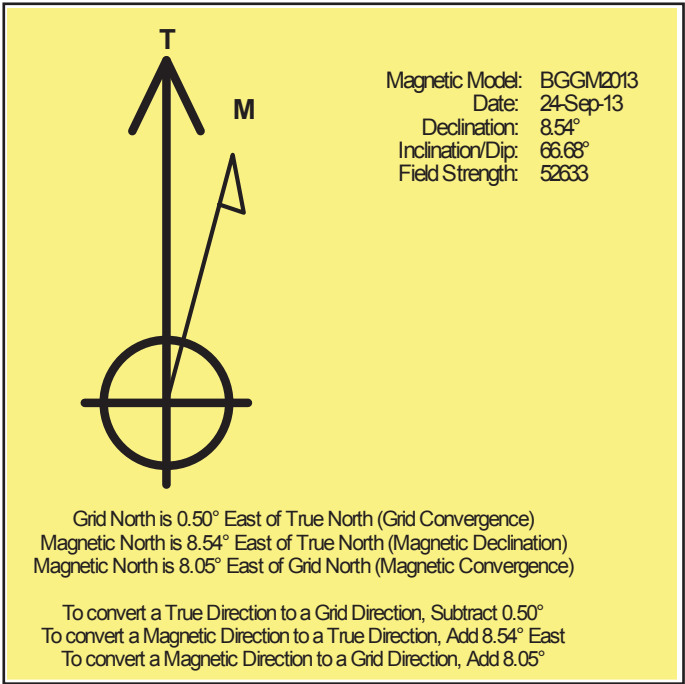 T
M
Magnetic Model: BGGM2013
Date: 24-Sep-13
Declination: 8.54°
Inclination/Dip: 66.68°
Field Strength: 52633
Grid North is 0.50° East of True North (Grid Convergence)
Magnetic North is 8.54° East of True North (Magnetic Declination)
Magnetic North is 8.05° East of Grid North (Magnetic Convergence)
To convert a True Direction to a Grid Direction, Subtract 0.50°
To convert a Magnetic Direction to a True Direction, Add 8.54° East
To convert a Magnetic Direction to a Grid Direction, Add 8.05°